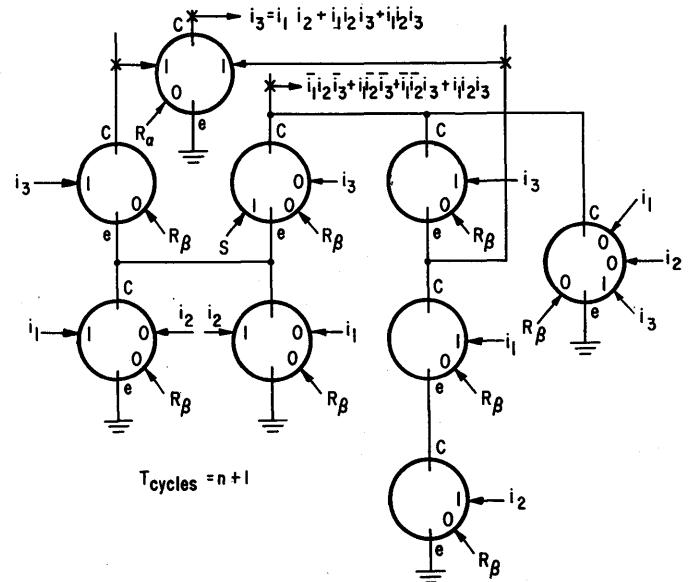 C
i₃ = i₁ i₂ + i₁i₂i₃ + i₁i₂i₃
1 1
0
Rα
e
i̅₁i₂i̅₃ + i₁i̅₂i̅₃ + i̅₁i̅₂i₃ + i₁i₂i₃
C
i₃ 1
0
e
Rβ
C
0 i₃
1 0
S
e
Rβ
C
1 i₃
0
e
Rβ
C
i₁
0
0 i₂
1
0
i₃
Rβ
e
C
i₁ 1
0 i₂
0
e
Rβ
i₂ 1
0 i₁
0
e
Rβ
C
1 i₁
0
e
Rβ
C
1 i₂
0
e
Rβ
Tcycles = n+1